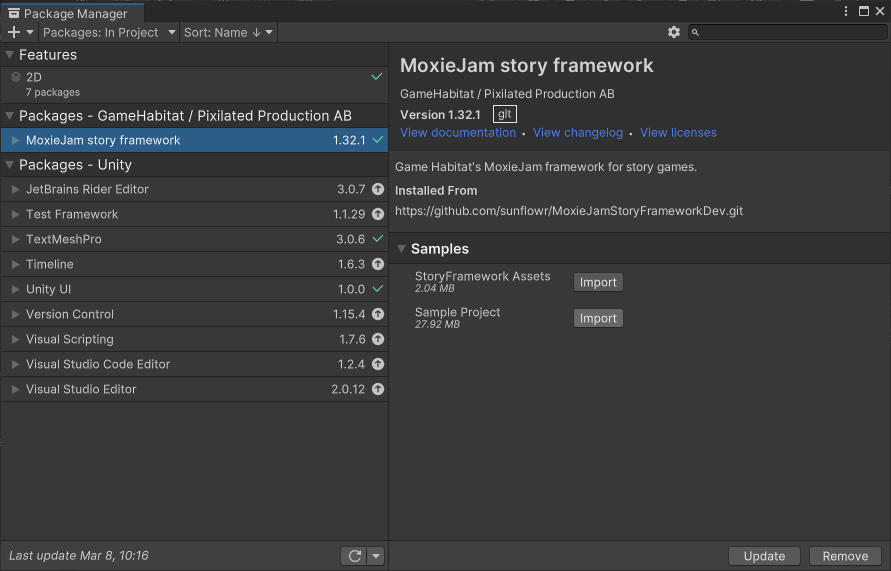 Package Manager
Packages: In Project
Sort: Name ↓
Features
2D
7 packages
Packages - GameHabitat / Pixilated Production AB
MoxieJam story framework 1.32.1
Packages - Unity
JetBrains Rider Editor 3.0.7
Test Framework 1.1.29
TextMeshPro 3.0.6
Timeline 1.6.3
Unity UI 1.0.0
Version Control 1.15.4
Visual Scripting 1.7.6
Visual Studio Code Editor 1.2.4
Visual Studio Editor 2.0.12
Last update Mar 8, 10:16
MoxieJam story framework
GameHabitat / Pixilated Production AB
Version 1.32.1 git
View documentation • View changelog • View licenses
Game Habitat's MoxieJam framework for story games.
Installed From
https://github.com/sunflowr/MoxieJamStoryFrameworkDev.git
Samples
StoryFramework Assets Import
2.04 MB
Sample Project Import
27.92 MB
Update Remove